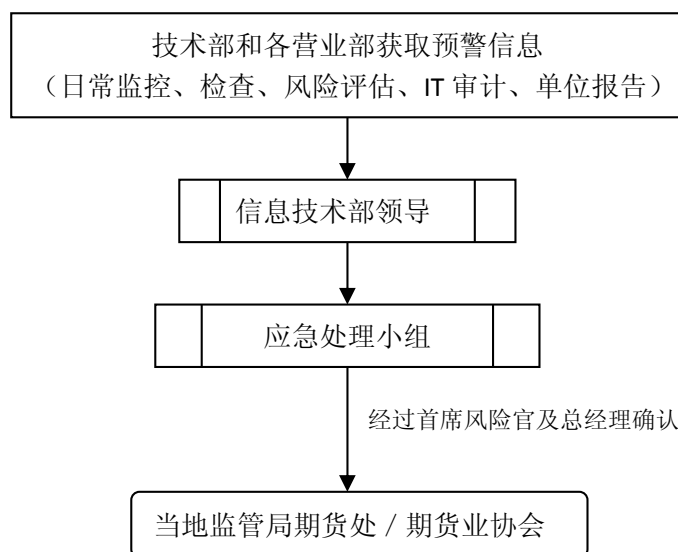 技术部和各营业部获取预警信息
（日常监控、检查、风险评估、IT 审计、单位报告）
信息技术部领导
应急处理小组
经过首席风险官及总经理确认
当地监管局期货处 / 期货业协会